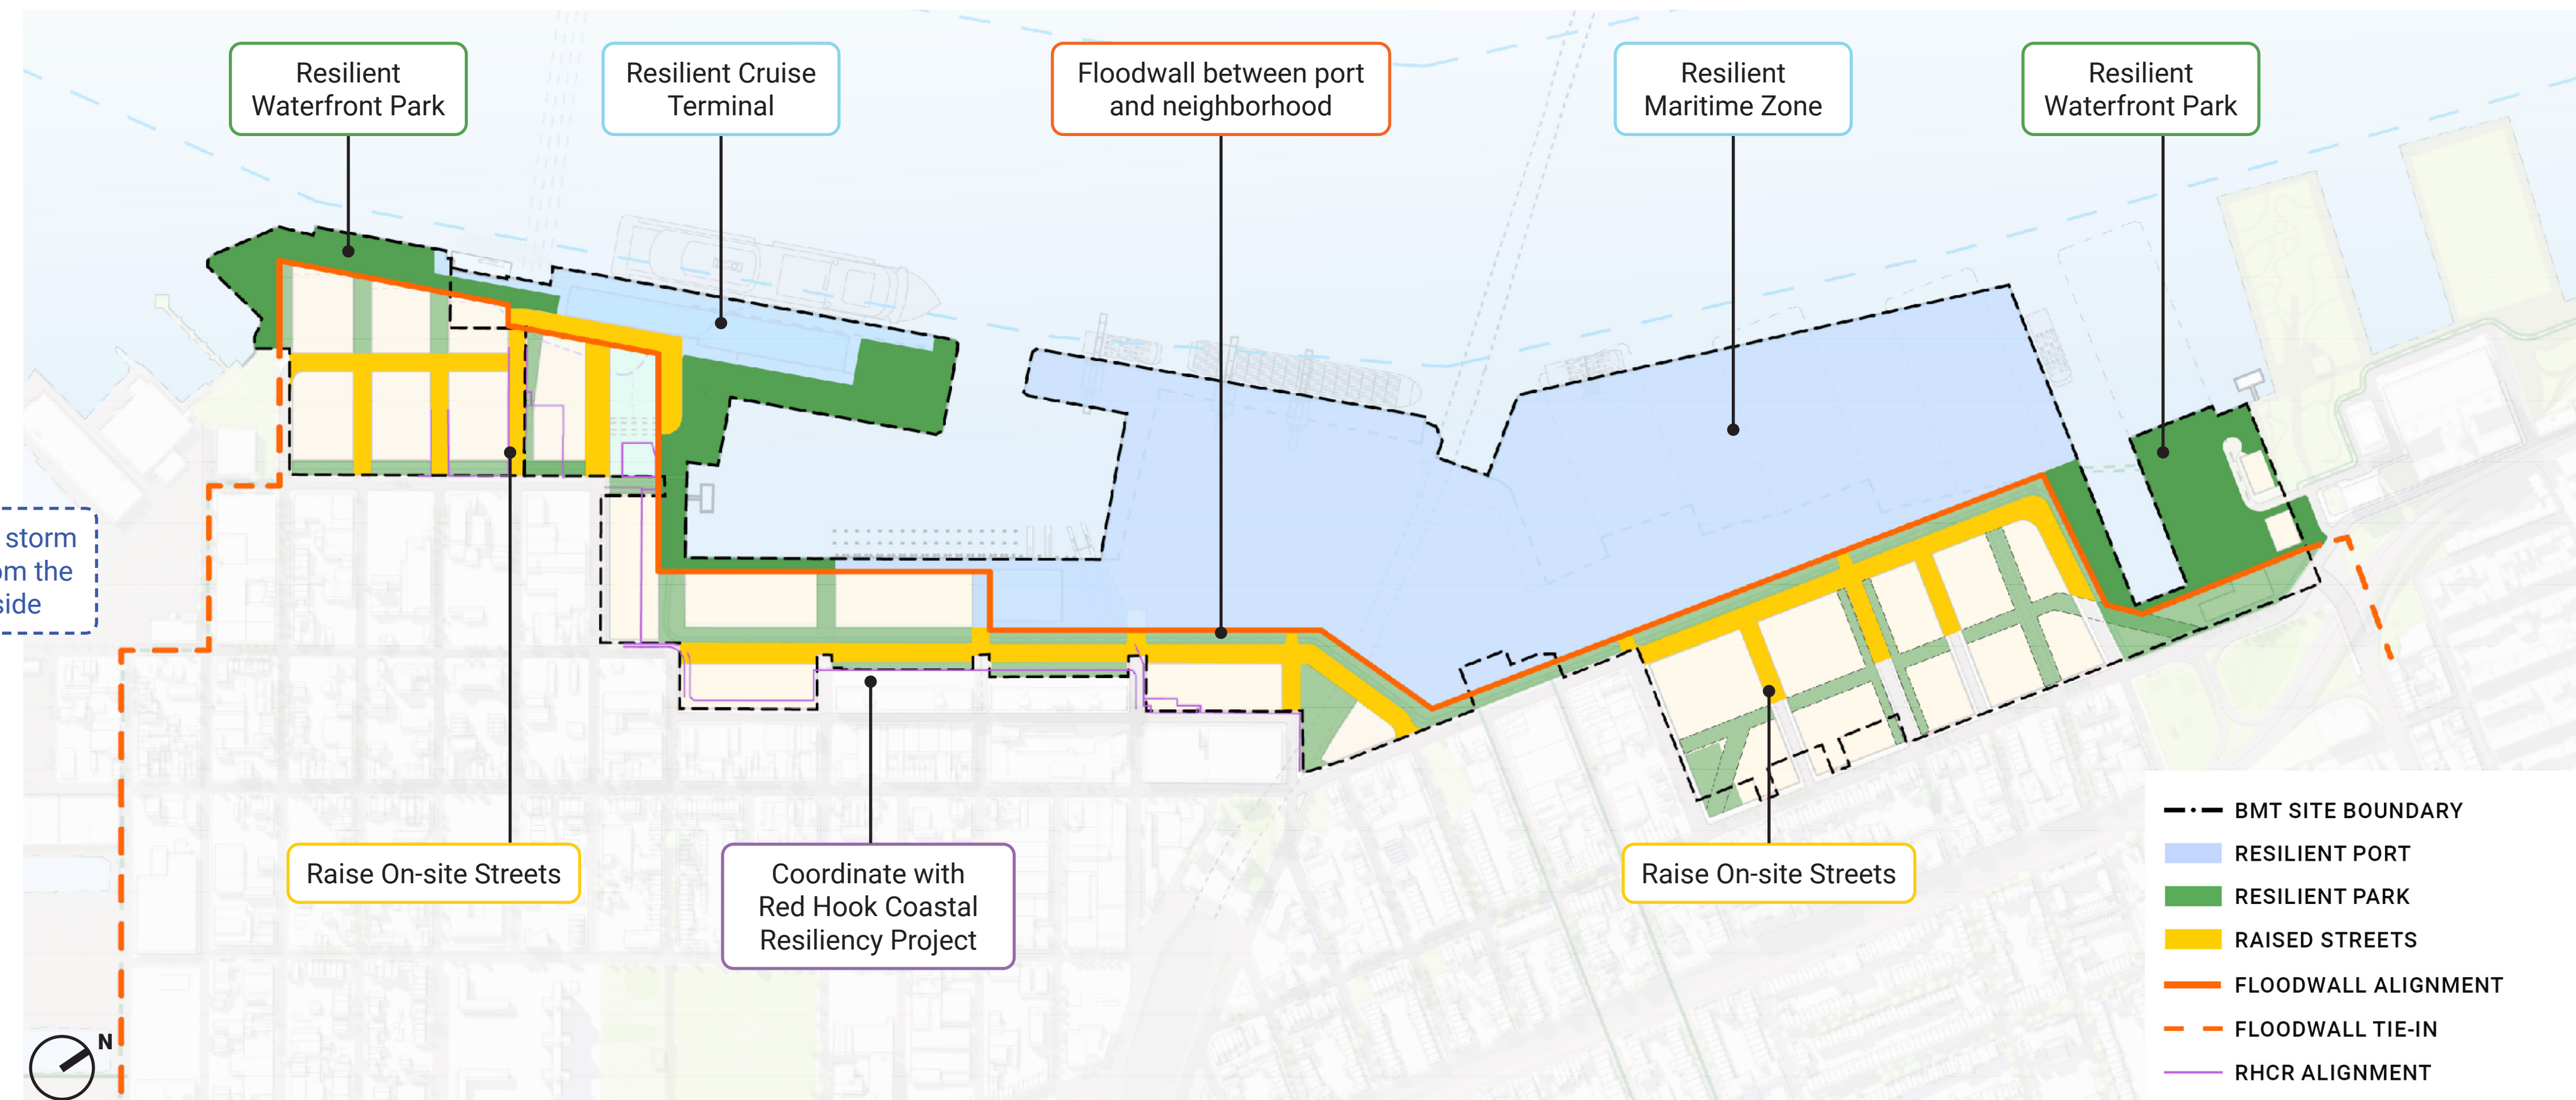 Resilient
Waterfront Park
Resilient Cruise
Terminal
Floodwall between port
and neighborhood
Resilient
Maritime Zone
Resilient
Waterfront Park
storm
om the
side
Raise On-site Streets
Coordinate with
Red Hook Coastal
Resiliency Project
Raise On-site Streets
N
BMT SITE BOUNDARY
RESILIENT PORT
RESILIENT PARK
RAISED STREETS
FLOODWALL ALIGNMENT
FLOODWALL TIE-IN
RHCR ALIGNMENT